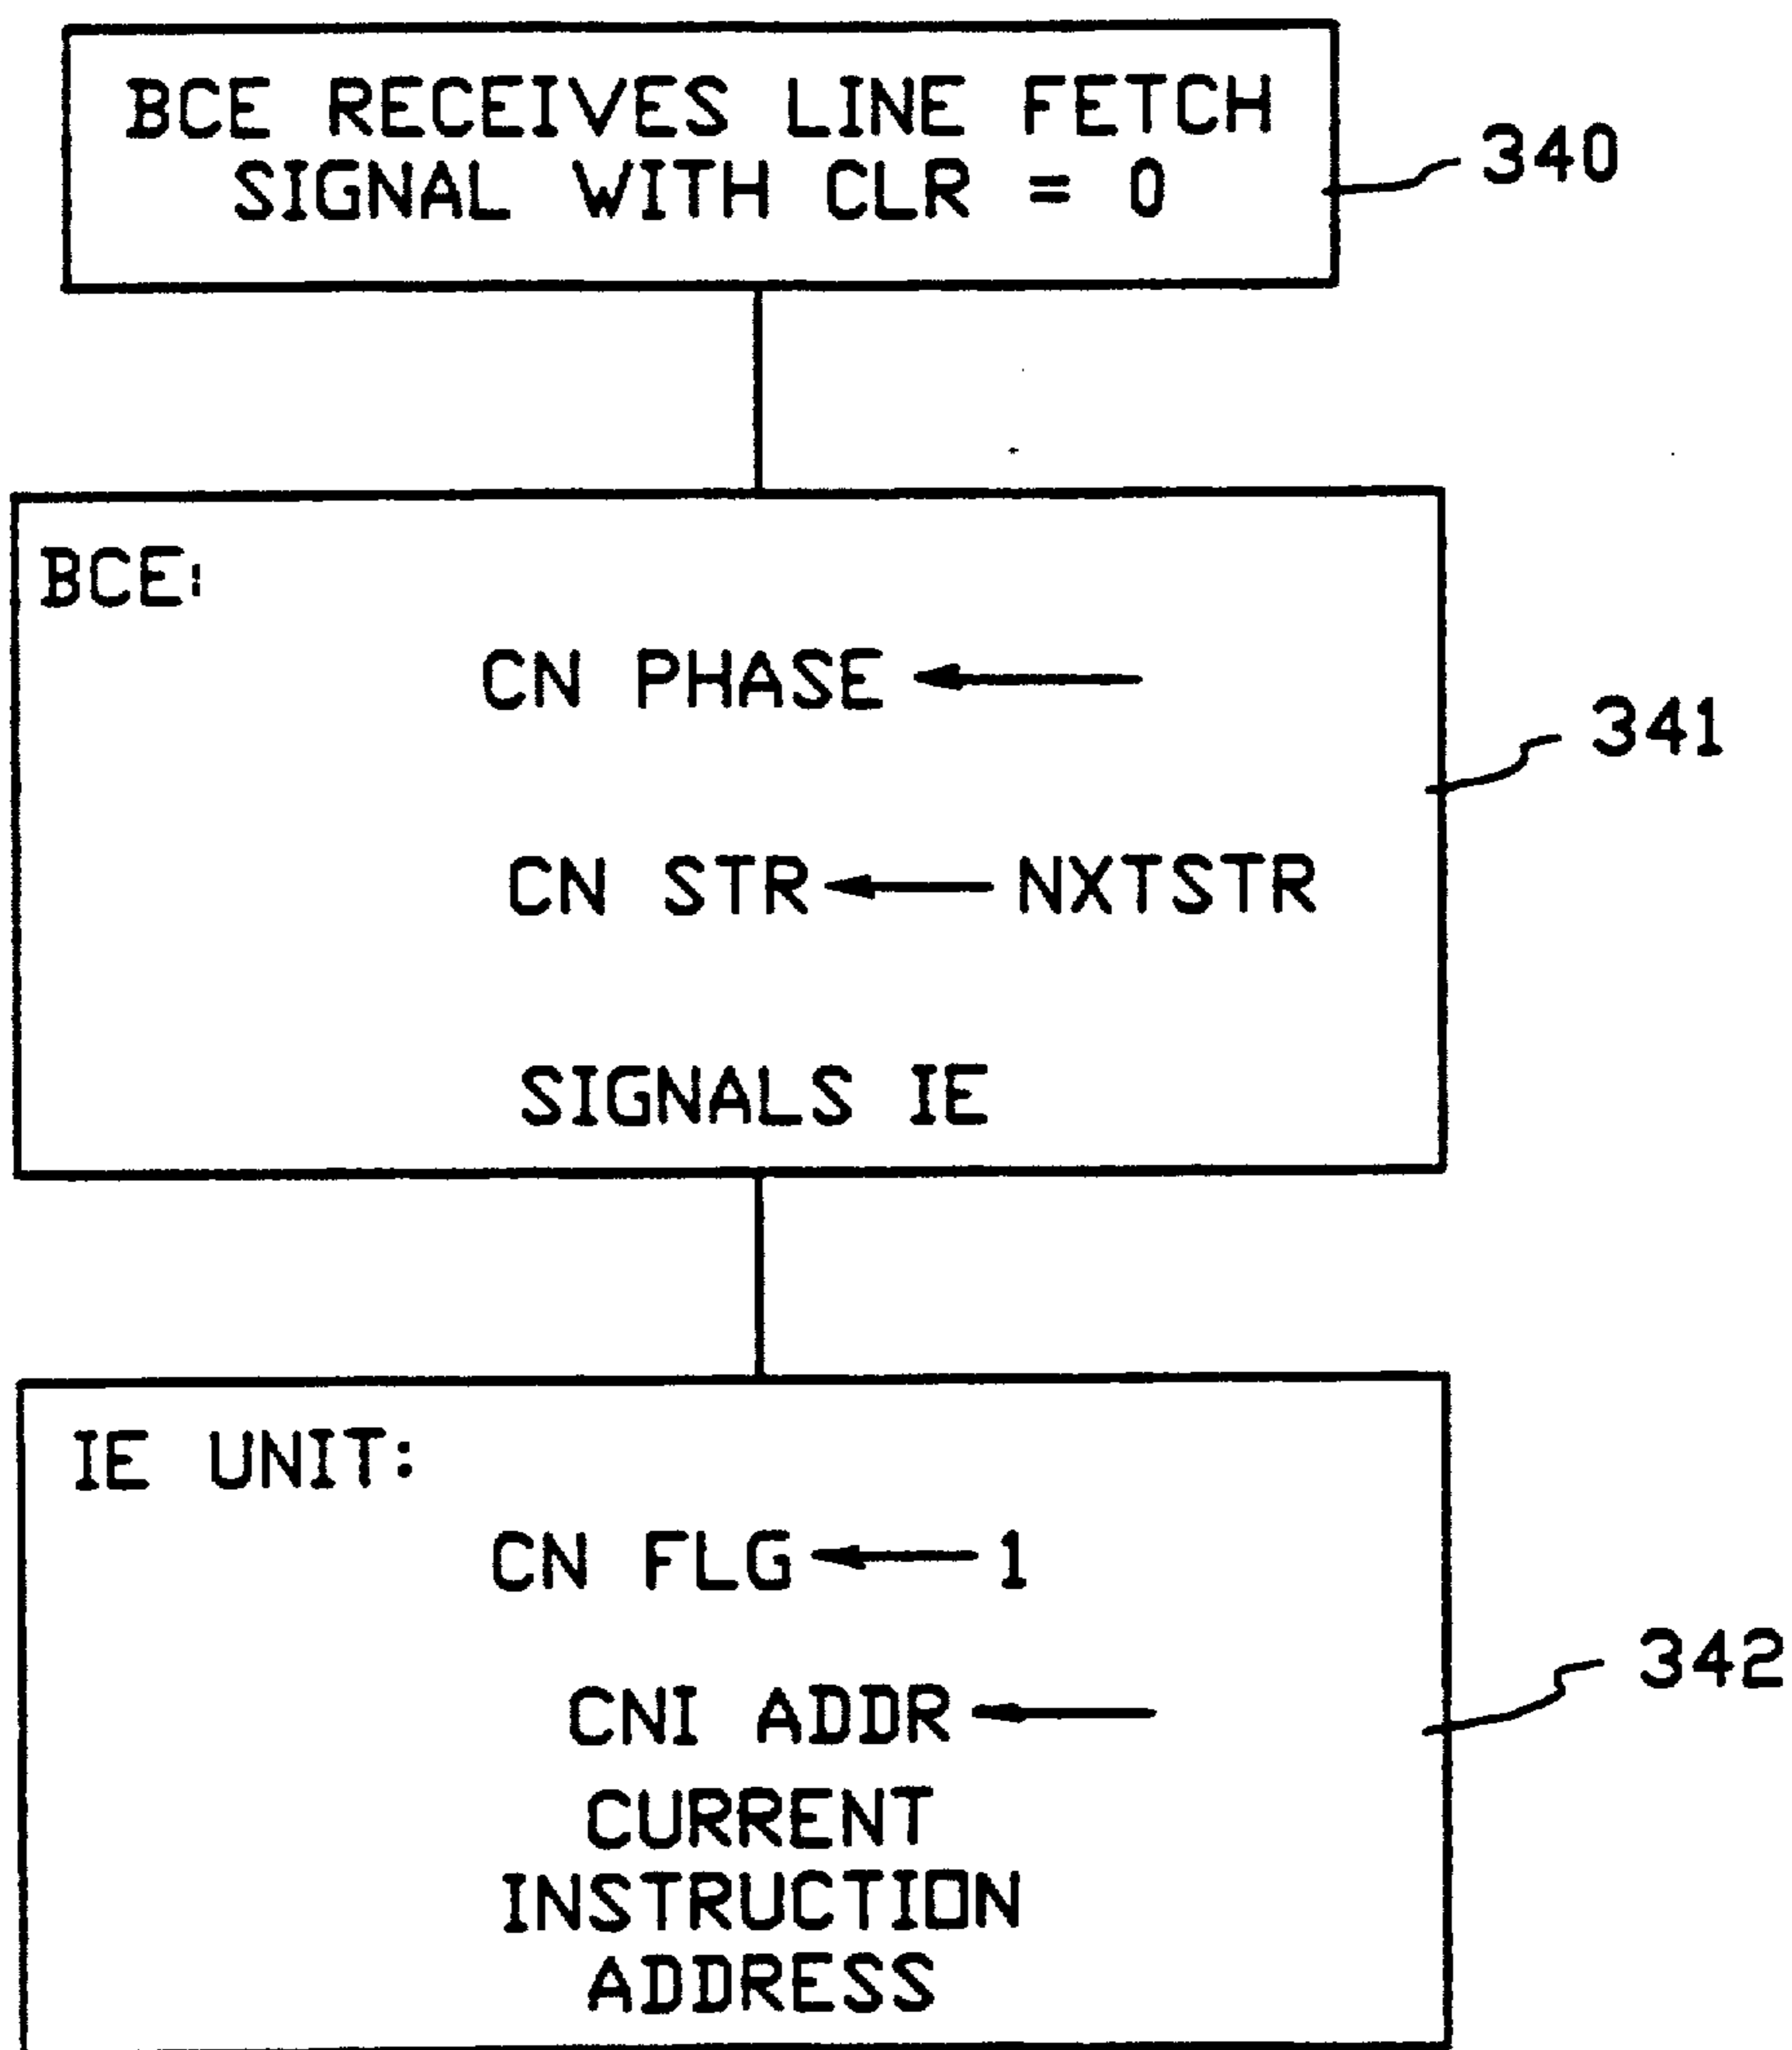 BCE RECEIVES LINE FETCH
SIGNAL WITH CLR = 0
340
BCE:
CN PHASE ←
341
CN STR ← NXTSTR
SIGNALS IE
IE UNIT:
CN FLG ← 1
342
CNI ADDR ←
CURRENT
INSTRUCTION
ADDRESS